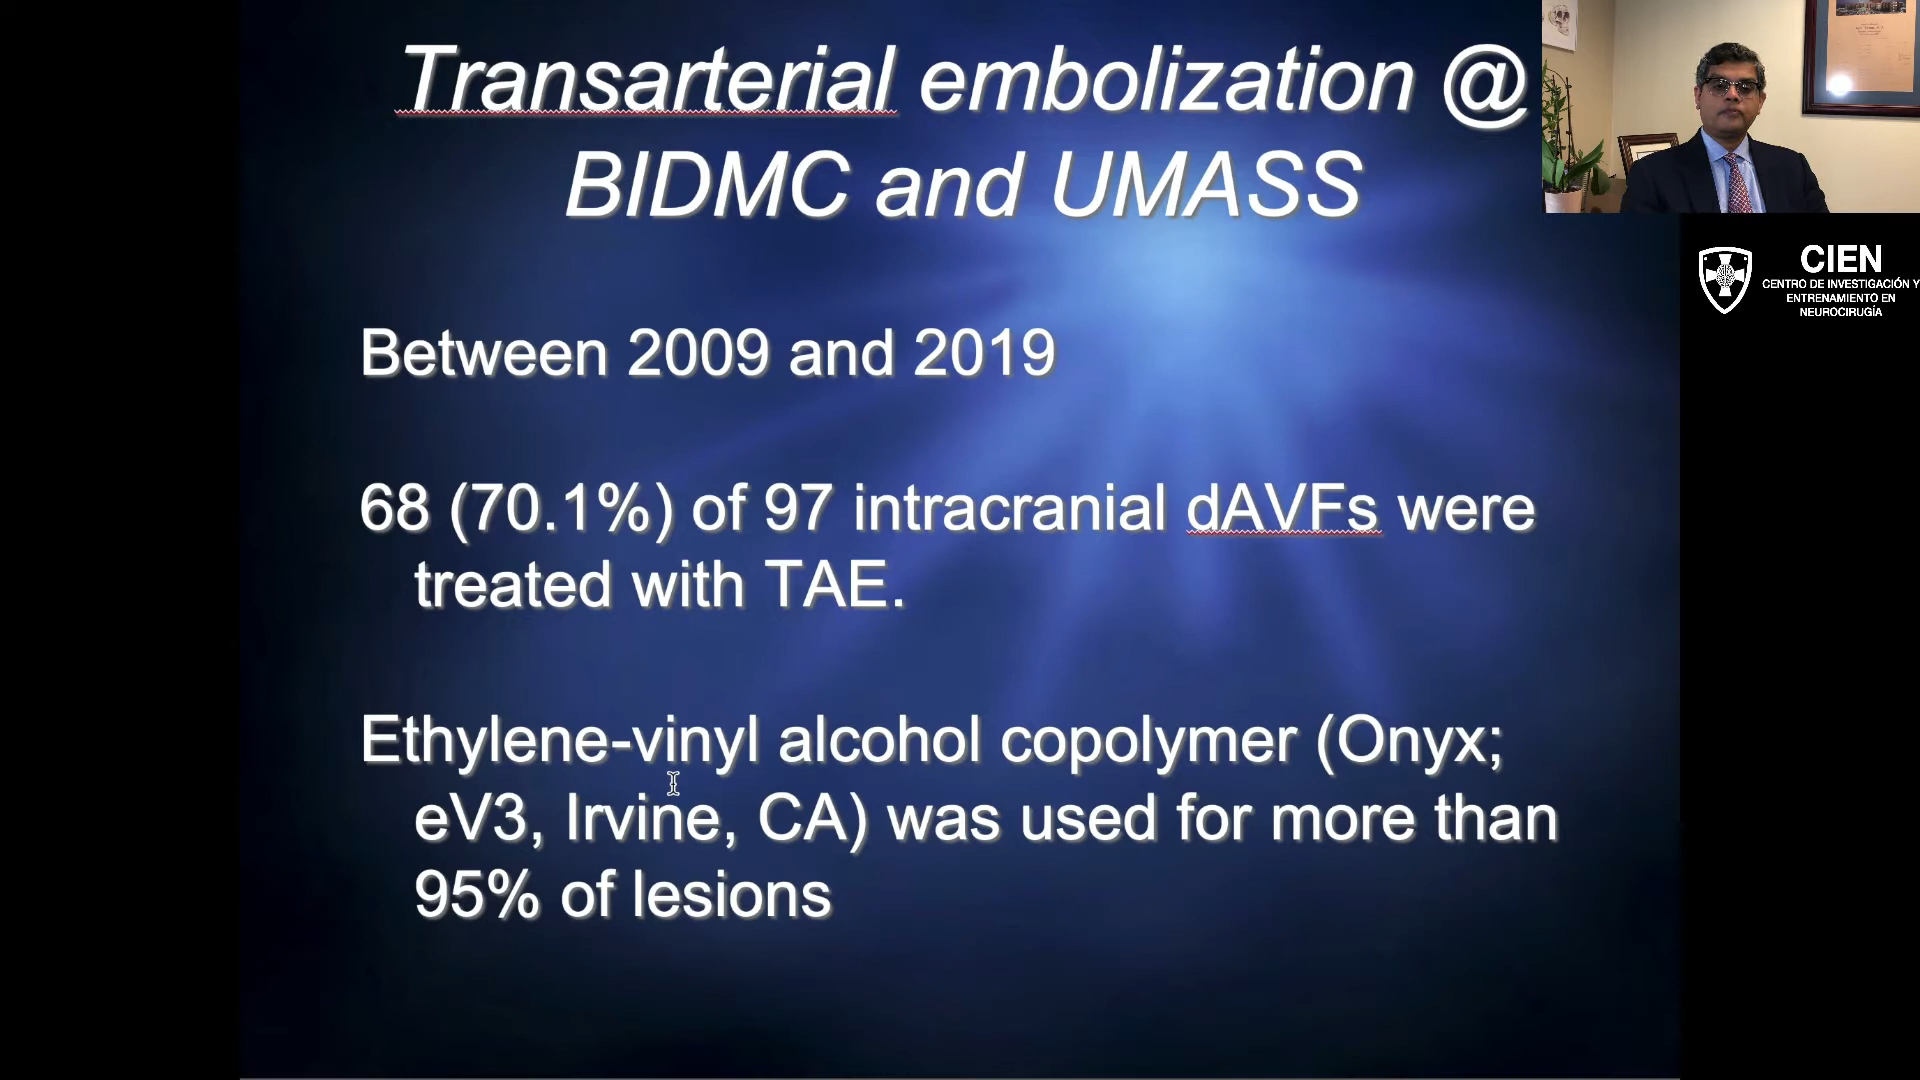 Transarterial embolization @
BIDMC and UMASS
CIEN
CENTRO DE INVESTIGACIÓN Y
ENTRENAMIENTO EN
NEUROCIRUGÍA
Between 2009 and 2019
68 (70.1%) of 97 intracranial dAVFs were
treated with TAE.
Ethylene-vinyl alcohol copolymer (Onyx;
eV3, Irvine, CA) was used for more than
95% of lesions